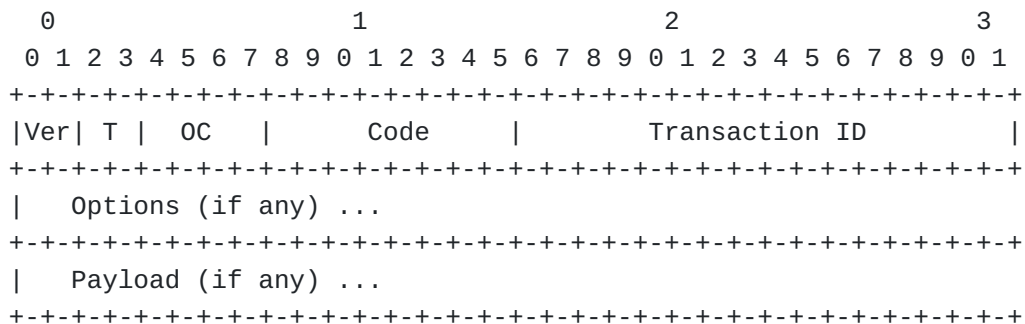 0                   1                   2                   3
0 1 2 3 4 5 6 7 8 9 0 1 2 3 4 5 6 7 8 9 0 1 2 3 4 5 6 7 8 9 0 1
+-+-+-+-+-+-+-+-+-+-+-+-+-+-+-+-+-+-+-+-+-+-+-+-+-+-+-+-+-+-+-+-+
|Ver| T |  OC   |      Code     |        Transaction ID         |
+-+-+-+-+-+-+-+-+-+-+-+-+-+-+-+-+-+-+-+-+-+-+-+-+-+-+-+-+-+-+-+-+
|   Options (if any) ...
+-+-+-+-+-+-+-+-+-+-+-+-+-+-+-+-+-+-+-+-+-+-+-+-+-+-+-+-+-+-+-+-+
|   Payload (if any) ...
+-+-+-+-+-+-+-+-+-+-+-+-+-+-+-+-+-+-+-+-+-+-+-+-+-+-+-+-+-+-+-+-+